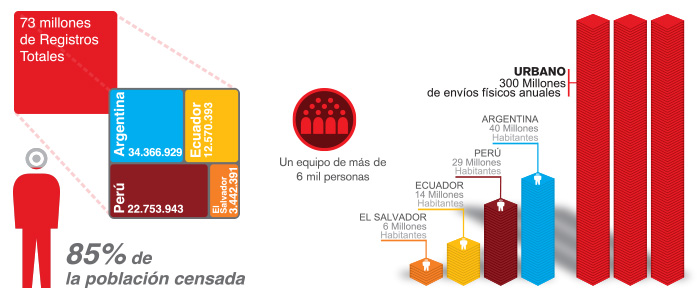 73 millones
de Registros
Totales
Argentina
34.366.929
Ecuador
12.570.393
Perú
22.753.943
El
Salvador
3.442.391
85% de
la población censada
Un equipo de más de
6 mil personas
URBANO
300 Millones
de envíos físicos anuales
ARGENTINA
40 Millones
Habitantes
PERÚ
29 Millones
Habitantes
ECUADOR
14 Millones
Habitantes
EL SALVADOR
6 Millones
Habitantes